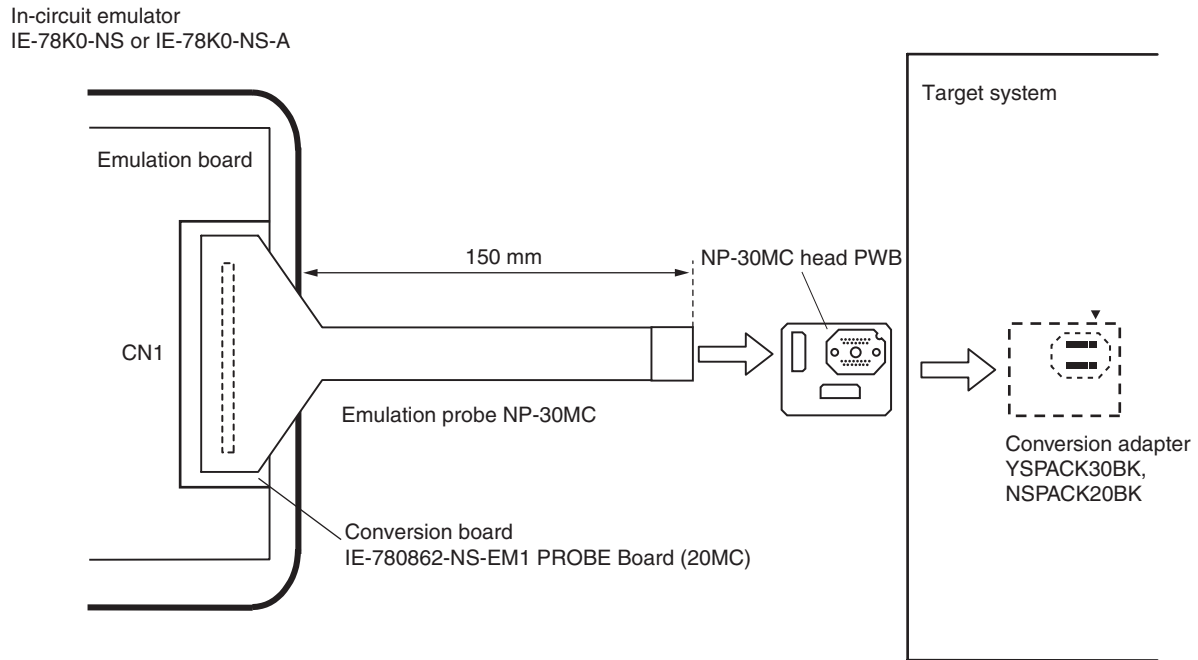 In-circuit emulator
IE-78K0-NS or IE-78K0-NS-A
Target system
Emulation board
150 mm
NP-30MC head PWB
CN1
Emulation probe NP-30MC
Conversion adapter
YSPACK30BK,
NSPACK20BK
Conversion board
IE-780862-NS-EM1 PROBE Board (20MC)